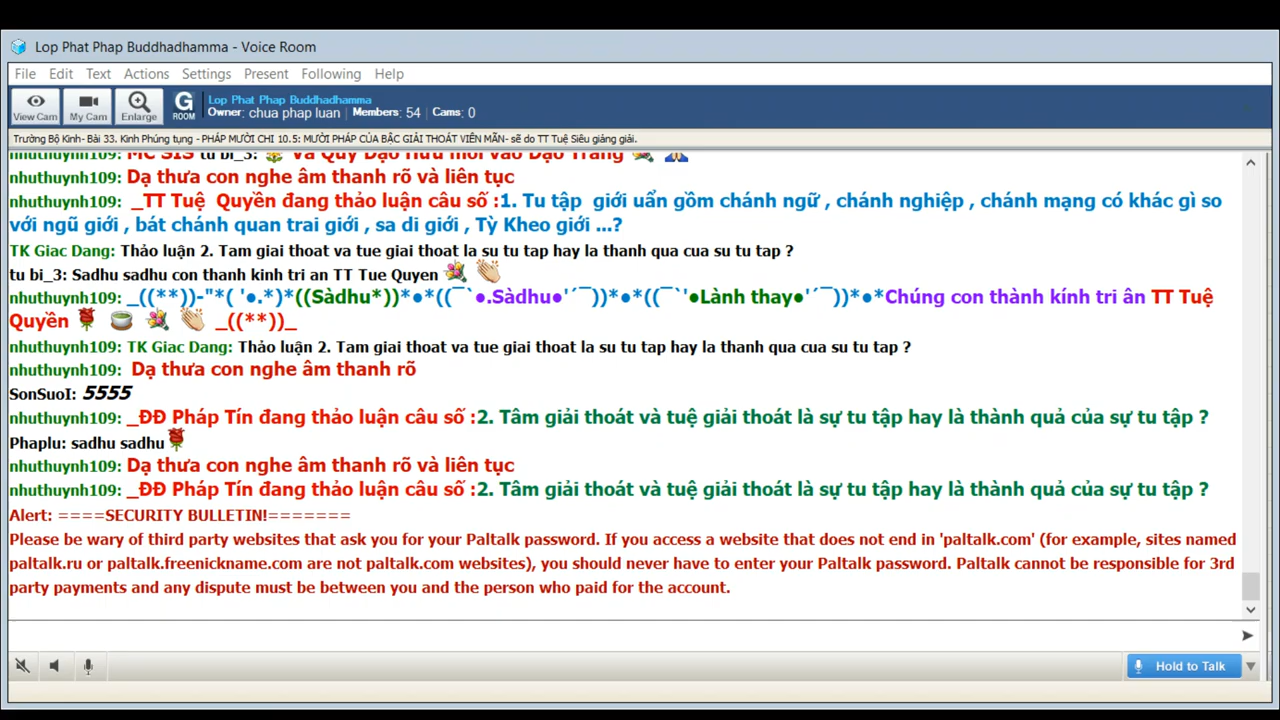 Lop Phat Phap Buddhadhamma - Voice Room
File Edit Text Actions Settings Present Following Help
View Cam My Cam Enlarge G ROOM Lop Phat Phap Buddhadhamma
Owner: chua phap luan | Members: 54 | Cams: 0
Trường Bộ Kinh- Bài 33. Kinh Phúng tụng - PHÁP MƯỜI CHI 10.5: MƯỜI PHÁP CỦA BẬC GIẢI THOÁT VIÊN MÃN- sẽ do TT Tuệ Siêu giảng giải.
nhuthuynh109: MC SIS tu bi_3: 💐 Và Quý Đạo Hữu mới vào Đạo Tràng 💐 🙏
nhuthuynh109: Dạ thưa con nghe âm thanh rõ và liên tục
nhuthuynh109: _TT Tuệ Quyền đang thảo luận câu số :1. Tu tập giới uẩn gồm chánh ngữ , chánh nghiệp , chánh mạng có khác gì so
với ngũ giới , bát chánh quan trai giới , sa di giới , Tỳ Kheo giới ...?
TK Giac Dang: Thảo luận 2. Tam giai thoat va tue giai thoat la su tu tap hay la thanh qua cua su tu tap ?
tu bi_3: Sadhu sadhu con thanh kinh tri an TT Tue Quyen 💐 👏
nhuthuynh109: _((**))-"*( '●.*)*((Sàdhu*))*●*((¯`●.Sàdhu●'´¯))*●*((¯`'●Lành thay●'´¯))*●*Chúng con thành kính tri ân TT Tuệ
Quyền 🌹 🍵 💐 👏 _((**))_
nhuthuynh109: TK Giac Dang: Thảo luận 2. Tam giai thoat va tue giai thoat la su tu tap hay la thanh qua cua su tu tap ?
nhuthuynh109: Dạ thưa con nghe âm thanh rõ
SonSuoI: 5555
nhuthuynh109: _ĐĐ Pháp Tín đang thảo luận câu số :2. Tâm giải thoát và tuệ giải thoát là sự tu tập hay là thành quả của sự tu tập ?
Phaplu: sadhu sadhu🌹
nhuthuynh109: Dạ thưa con nghe âm thanh rõ và liên tục
nhuthuynh109: _ĐĐ Pháp Tín đang thảo luận câu số :2. Tâm giải thoát và tuệ giải thoát là sự tu tập hay là thành quả của sự tu tập ?
Alert: ====SECURITY BULLETIN!=======
Please be wary of third party websites that ask you for your Paltalk password. If you access a website that does not end in 'paltalk.com' (for example, sites named
paltalk.ru or paltalk.freenickname.com are not paltalk.com websites), you should never have to enter your Paltalk password. Paltalk cannot be responsible for 3rd
party payments and any dispute must be between you and the person who paid for the account.
Hold to Talk